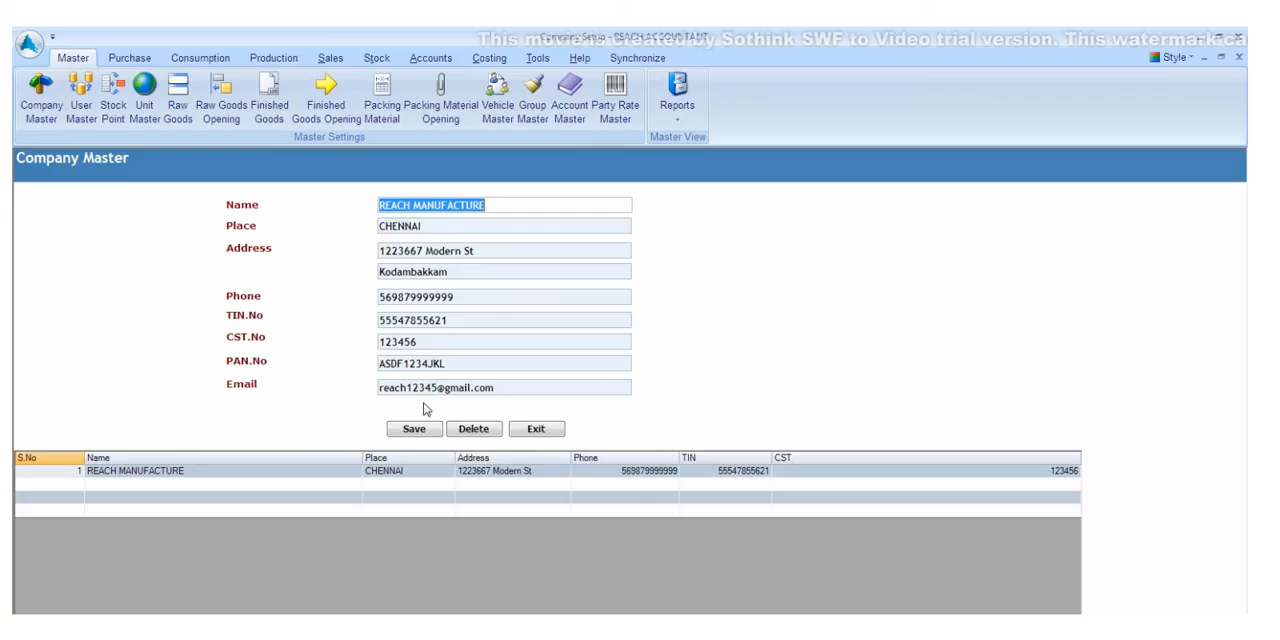 Company Setup - REACH ACCOUNTANT
This movie is created by Sothink SWF to Video trial version. This watermark ca
Master Purchase Consumption Production Sales Stock Accounts Costing Tools Help Synchronize Style
Company Master User Master Stock Point Unit Master Raw Goods Raw Goods Opening Finished Goods Finished Goods Opening Packing Material Packing Material Opening Vehicle Master Group Master Account Master Party Rate Master Reports
Master Settings Master View
Company Master
Name REACH MANUFACTURE
Place CHENNAI
Address 1223667 Modern St
Kodambakkam
Phone 569879999999
TIN.No 55547855621
CST.No 123456
PAN.No ASDF1234JKL
Email reach12345@gmail.com
Save Delete Exit
S.No Name Place Address Phone TIN CST
1 REACH MANUFACTURE CHENNAI 1223667 Modern St 569879999999 55547855621 123456